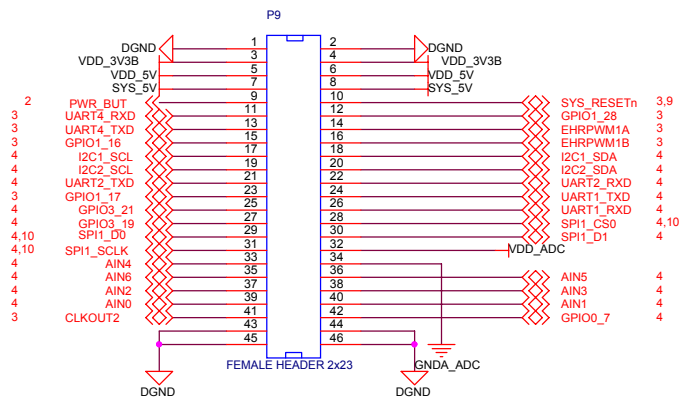 P9
DGND 1 2 DGND
VDD_3V3B 3 4 VDD_3V3B
VDD_5V 5 6 VDD_5V
SYS_5V 7 8 SYS_5V
2 PWR_BUT 9 10 SYS_RESETn 3,9
3 UART4_RXD 11 12 GPIO1_28 3
3 UART4_TXD 13 14 EHRPWM1A 3
3 GPIO1_16 15 16 EHRPWM1B 3
4 I2C1_SCL 17 18 I2C1_SDA 4
4 I2C2_SCL 19 20 I2C2_SDA 4
4 UART2_TXD 21 22 UART2_RXD 4
3 GPIO1_17 23 24 UART1_TXD 4
4 GPIO3_21 25 26 UART1_RXD 4
4 GPIO3_19 27 28 SPI1_CS0 4,10
4,10 SPI1_D0 29 30 SPI1_D1 4
4,10 SPI1_SCLK 31 32 VDD_ADC
4 AIN4 33 34
4 AIN6 35 36 AIN5 4
4 AIN2 37 38 AIN3 4
4 AIN0 39 40 AIN1 4
3 CLKOUT2 41 42 GPIO0_7 4
43 44
45 46
FEMALE HEADER 2x23 GNDA_ADC
DGND DGND